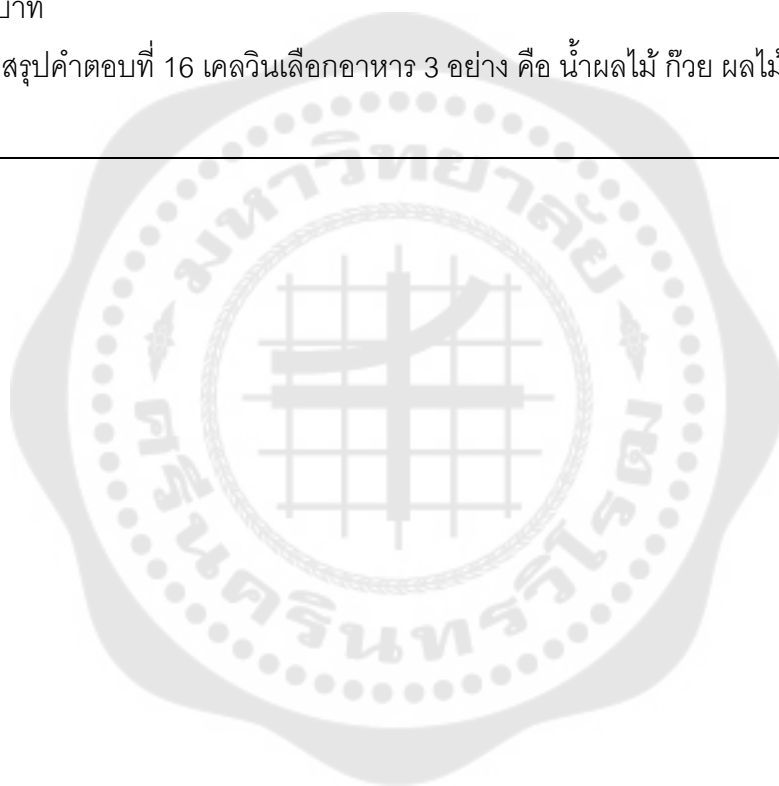 บาท
สรุปคำตอบที่ 16 เคลวินเลือกอาหาร 3 อย่าง คือ น้ำผลไม้ ก๊วย ผลไม้
มหาวิทยาลัย
ศรีนครินทรวิโรฒ